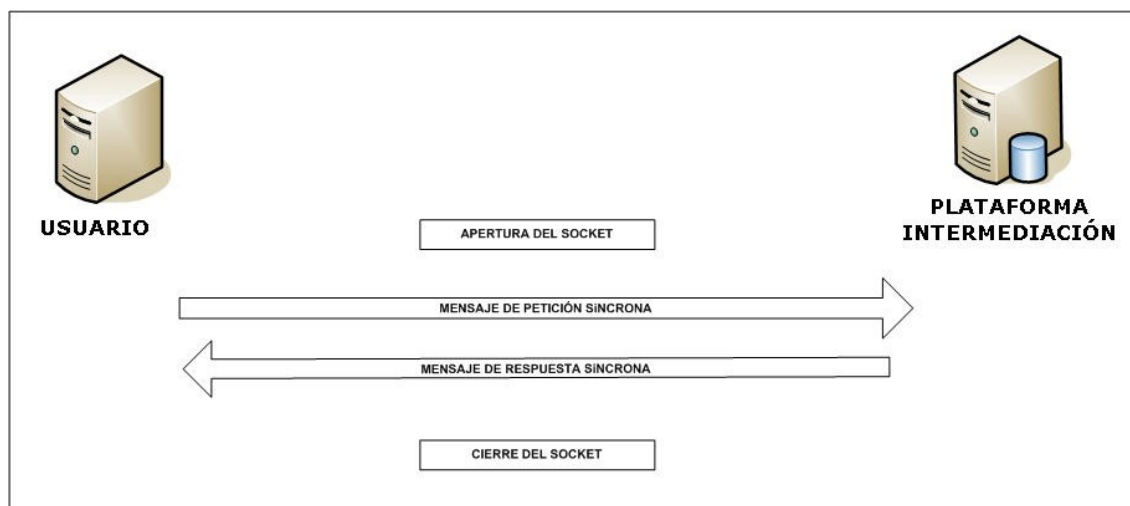 USUARIO
PLATAFORMA
INTERMEDIACIÓN
APERTURA DEL SOCKET
MENSAJE DE PETICIÓN SíNCRONA
MENSAJE DE RESPUESTA SíNCRONA
CIERRE DEL SOCKET